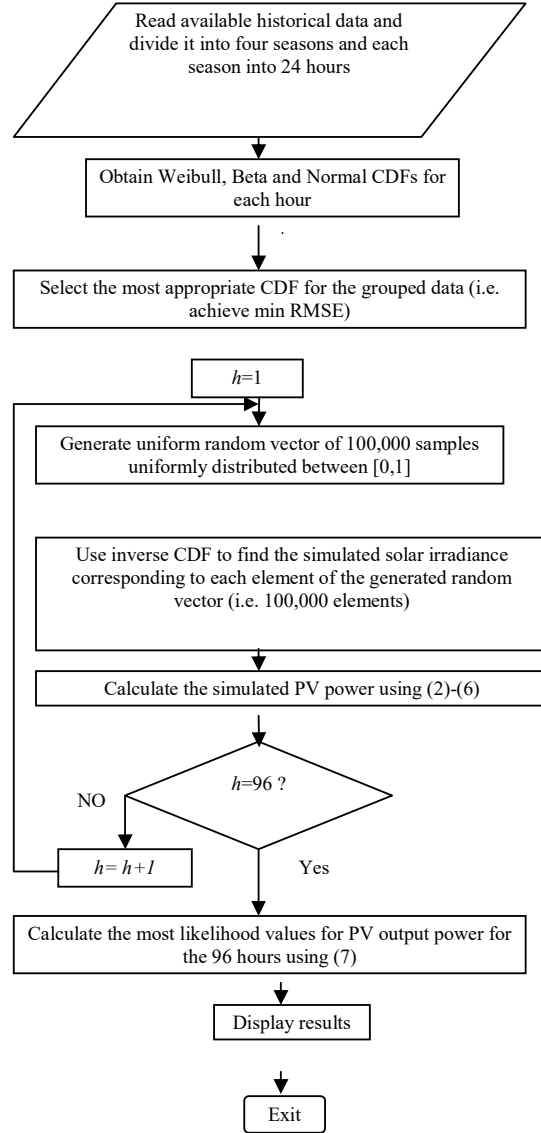 Read available historical data and
divide it into four seasons and each
season into 24 hours
Obtain Weibull, Beta and Normal CDFs for
each hour
.
Select the most appropriate CDF for the grouped data (i.e.
achieve min RMSE)
h=1
Generate uniform random vector of 100,000 samples
uniformly distributed between [0,1]
Use inverse CDF to find the simulated solar irradiance
corresponding to each element of the generated random
vector (i.e. 100,000 elements)
Calculate the simulated PV power using (2)-(6)
h=96 ?
NO
h= h+1
Yes
Calculate the most likelihood values for PV output power for
the 96 hours using (7)
Display results
Exit